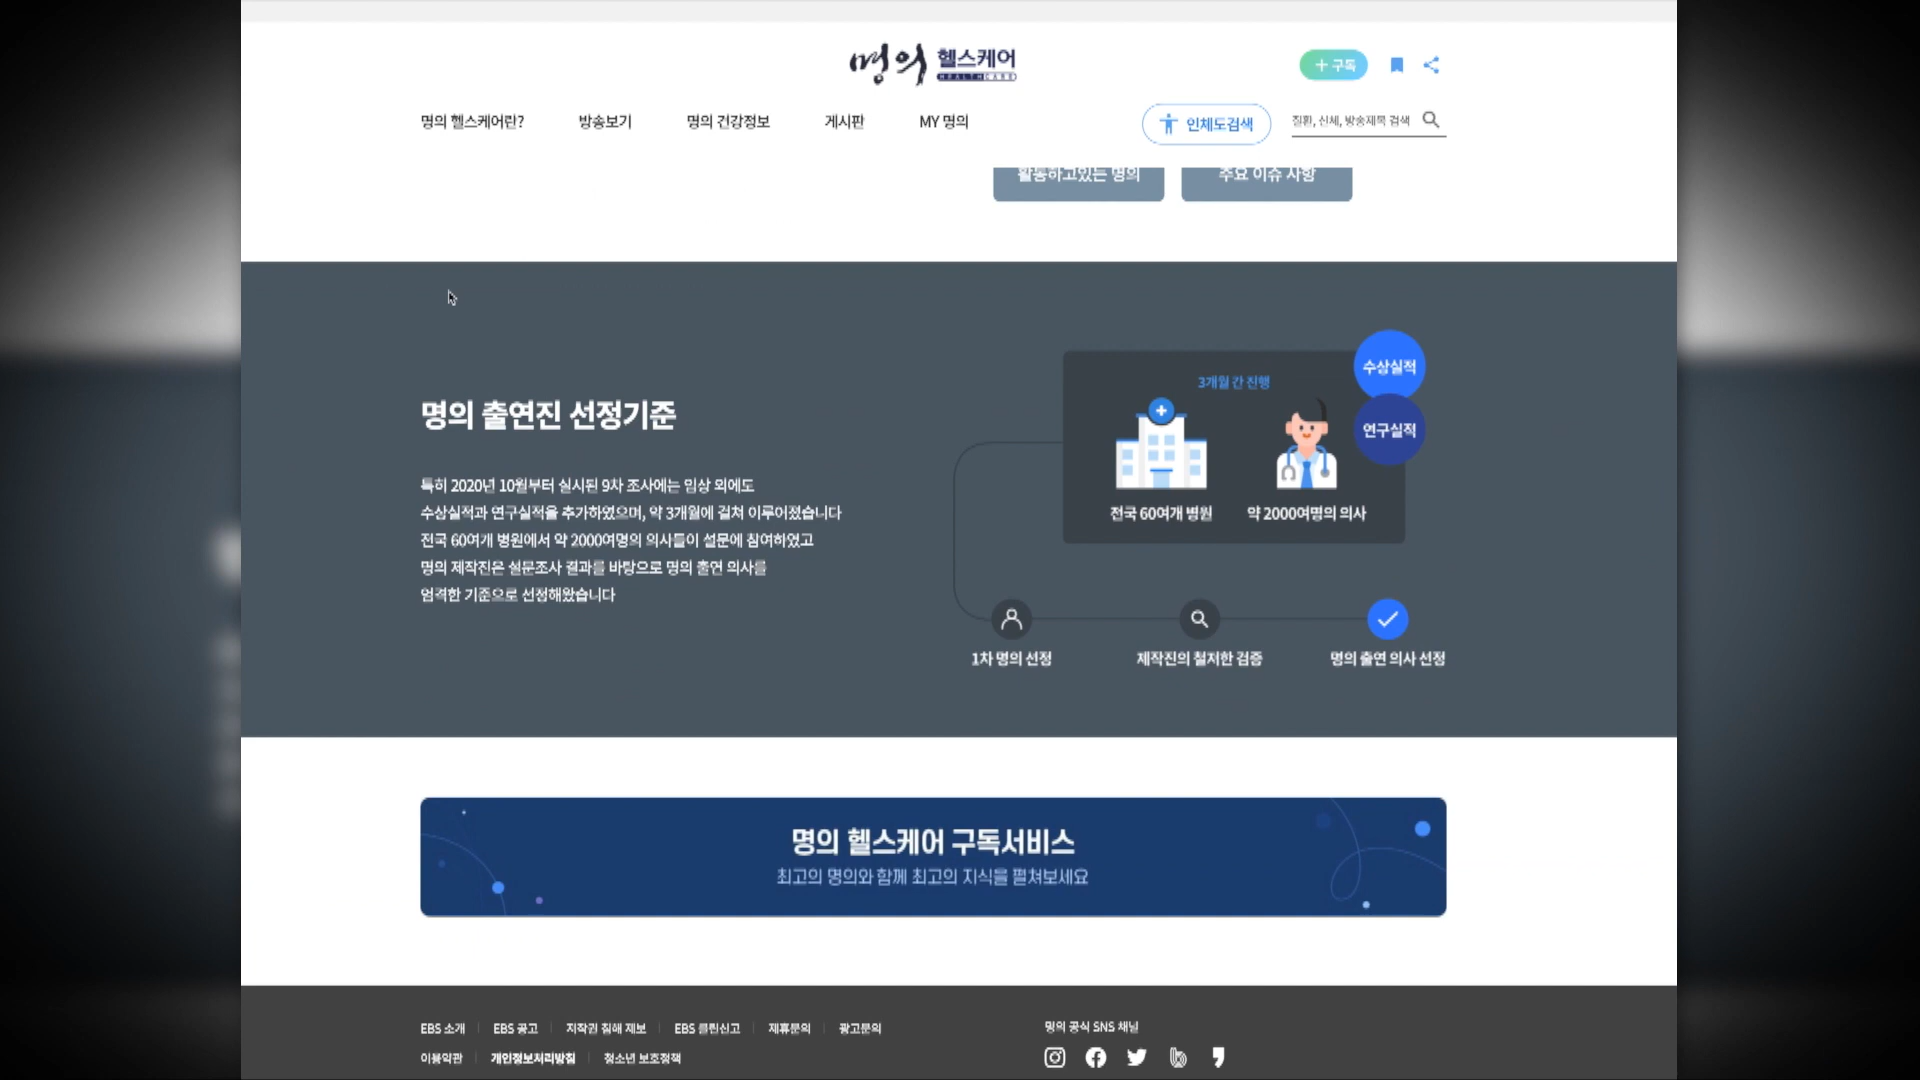 명의 헬스케어
HEALTHCARE
+ 구독
명의 헬스케어란?
방송보기
명의 건강정보
게시판
MY 명의
인체도검색
질환, 신체, 방송제목 검색
활동하고있는 명의
주요 이슈 사항
명의 출연진 선정기준
특히 2020년 10월부터 실시된 9차 조사에는 임상 외에도
수상실적과 연구실적을 추가하였으며, 약 3개월에 걸쳐 이루어졌습니다
전국 60여개 병원에서 약 2000여명의 의사들이 설문에 참여하였고
명의 제작진은 설문조사 결과를 바탕으로 명의 출연 의사를
엄격한 기준으로 선정해왔습니다
3개월 간 진행
수상실적
연구실적
전국 60여개 병원
약 2000여명의 의사
1차 명의 선정
제작진의 철저한 검증
명의 출연 의사 선정
명의 헬스케어 구독서비스
최고의 명의와 함께 최고의 지식을 펼쳐보세요
EBS 소개
EBS 공고
저작권 침해 제보
EBS 클린신고
제휴문의
광고문의
이용약관
개인정보처리방침
청소년 보호정책
명의 공식 SNS 채널